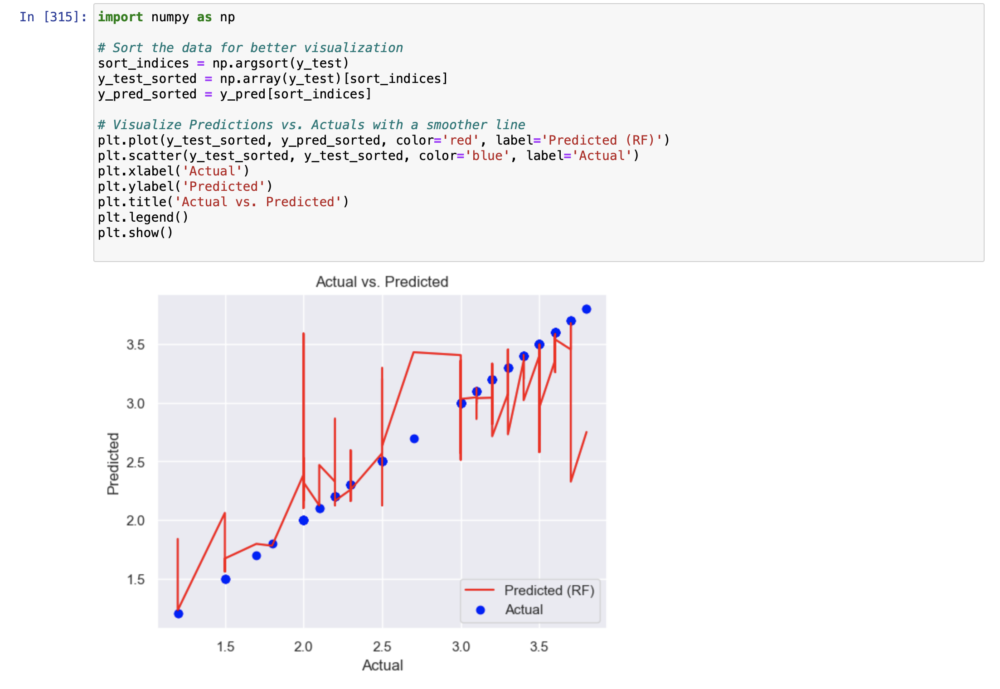 In [315]:
import numpy as np
# Sort the data for better visualization
sort_indices = np.argsort(y_test)
y_test_sorted = np.array(y_test)[sort_indices]
y_pred_sorted = y_pred[sort_indices]
# Visualize Predictions vs. Actuals with a smoother line
plt.plot(y_test_sorted, y_pred_sorted, color='red', label='Predicted (RF)')
plt.scatter(y_test_sorted, y_test_sorted, color='blue', label='Actual')
plt.xlabel('Actual')
plt.ylabel('Predicted')
plt.title('Actual vs. Predicted')
plt.legend()
plt.show()
Actual vs. Predicted
3.5
3.0
2.5
2.0
1.5
Predicted
Predicted (RF)
Actual
1.5 2.0 2.5 3.0 3.5
Actual